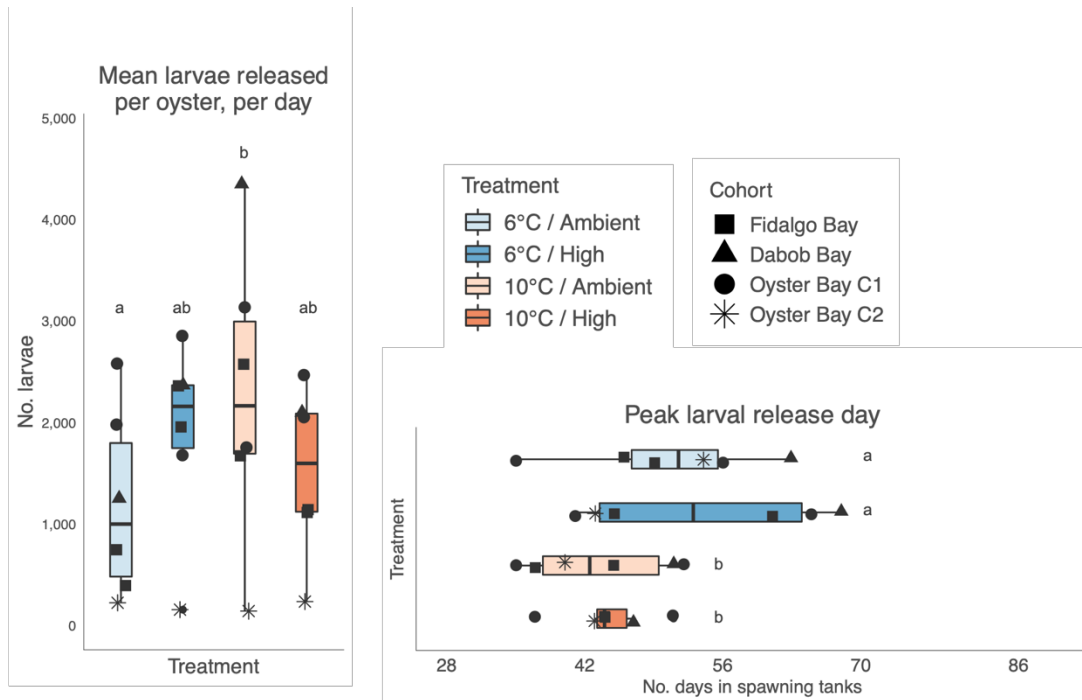 Mean larvae released
per oyster, per day
5,000
4,000
3,000
2,000
1,000
0
No. larvae
a
ab
b
ab
Treatment
Treatment
6°C / Ambient
6°C / High
10°C / Ambient
10°C / High
Cohort
Fidalgo Bay
Dabob Bay
Oyster Bay C1
Oyster Bay C2
Peak larval release day
Treatment
a
a
b
b
28 42 56 70 86
No. days in spawning tanks